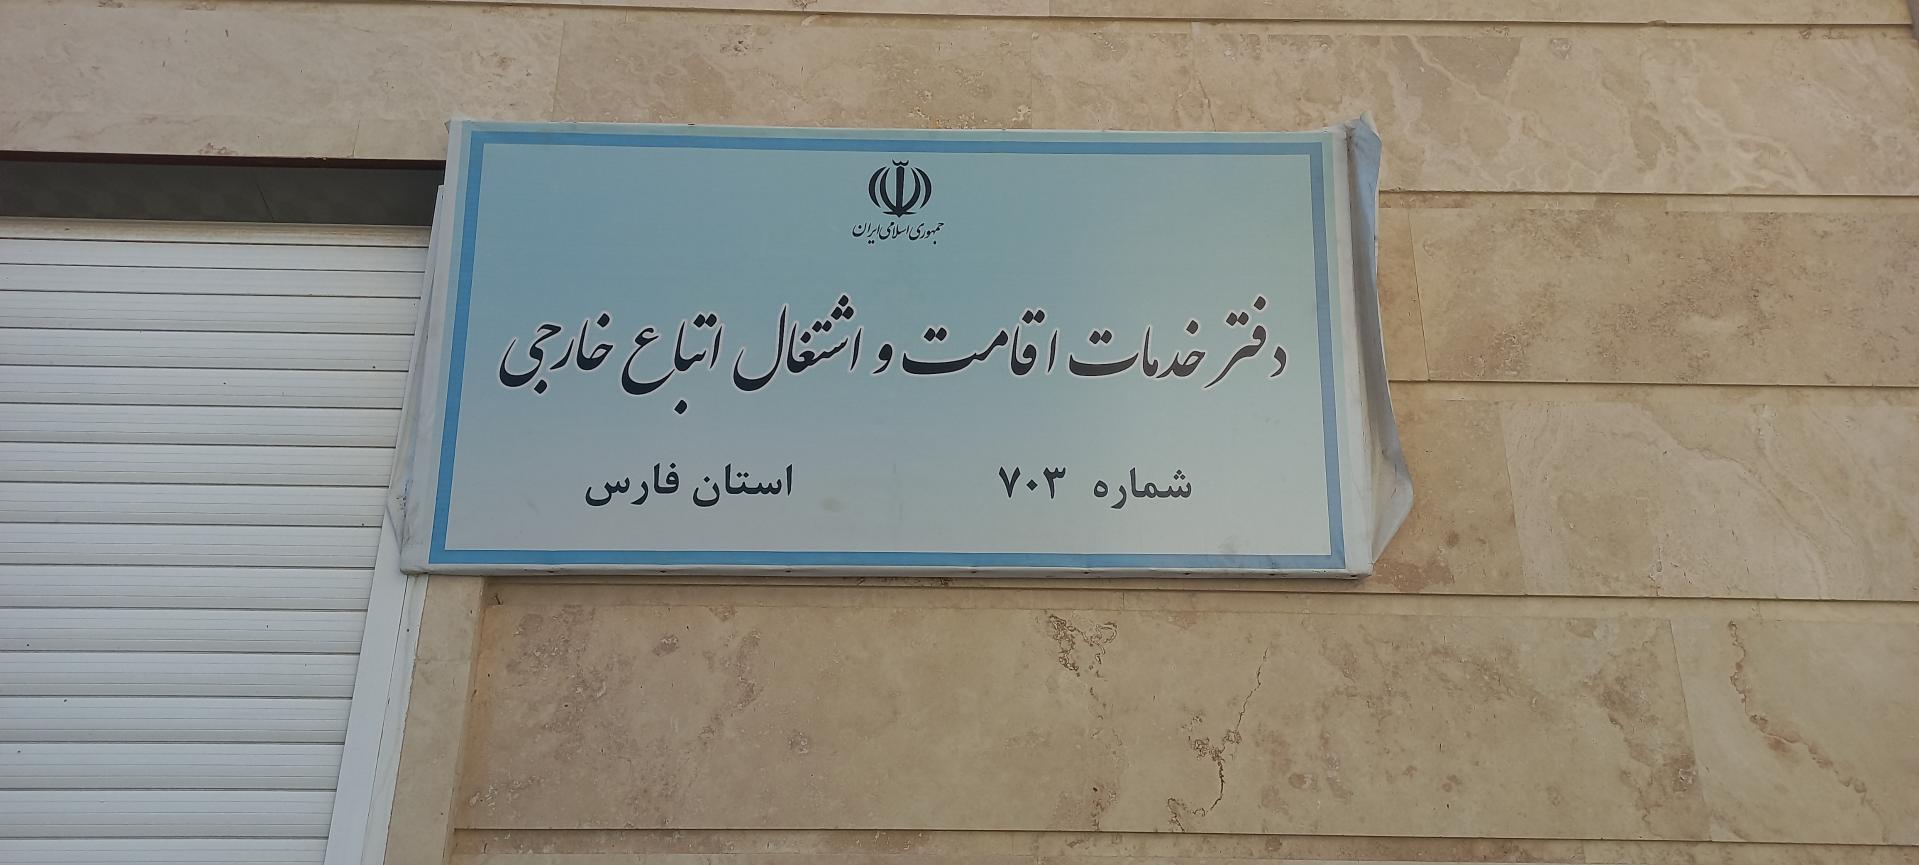 جمهوری اسلامی ایران
دفتر خدمات اقامت و اشتغال اتباع خارجی
شماره ۷۰۳ استان فارس